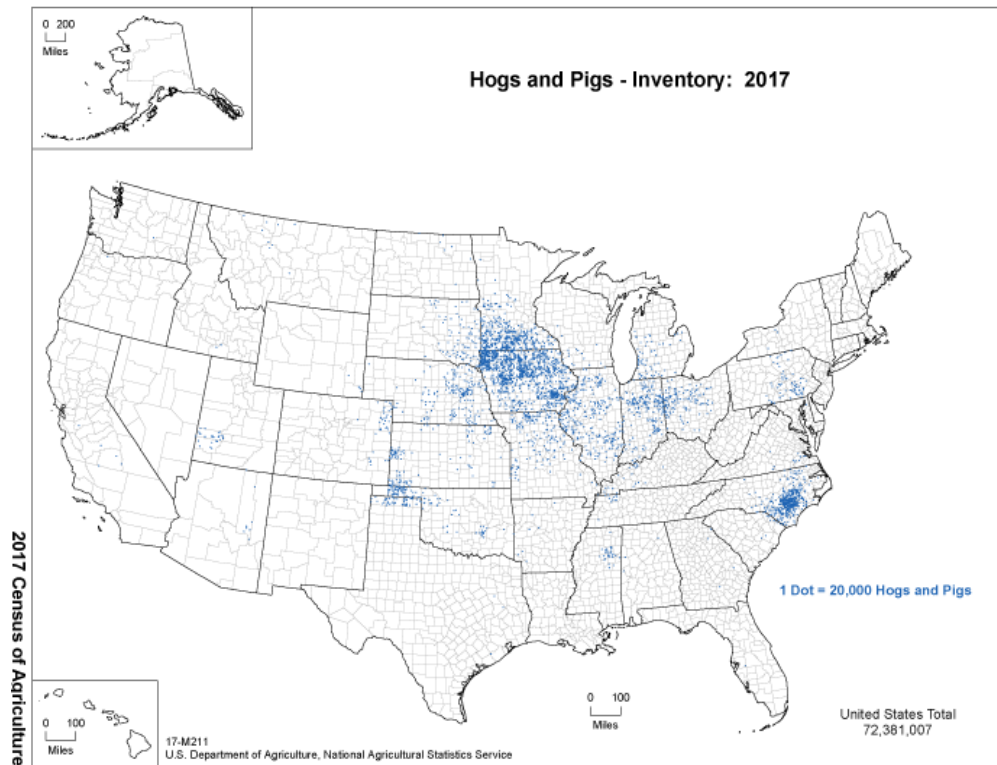 0 200
Miles
Hogs and Pigs - Inventory: 2017
1 Dot = 20,000 Hogs and Pigs
2017 Census of Agriculture
0 100
Miles
0 100
Miles
United States Total
72,381,007
17-M211
U.S. Department of Agriculture, National Agricultural Statistics Service